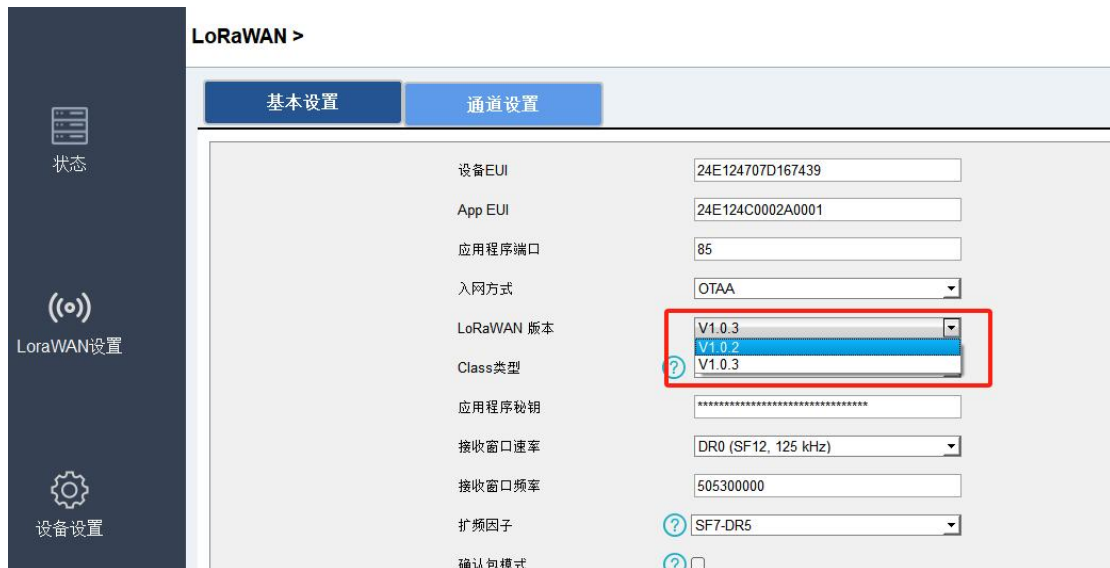 LoRaWAN >
基本设置
通道设置
状态
LoraWAN设置
设备设置
设备EUI
24E124707D167439
App EUI
24E124C0002A0001
应用程序端口
85
入网方式
OTAA
LoRaWAN 版本
V1.0.3
V1.0.2
V1.0.3
Class类型
?
应用程序秘钥
********************************
接收窗口速率
DR0 (SF12, 125 kHz)
接收窗口频率
505300000
扩频因子
?
SF7-DR5
确认包模式
?